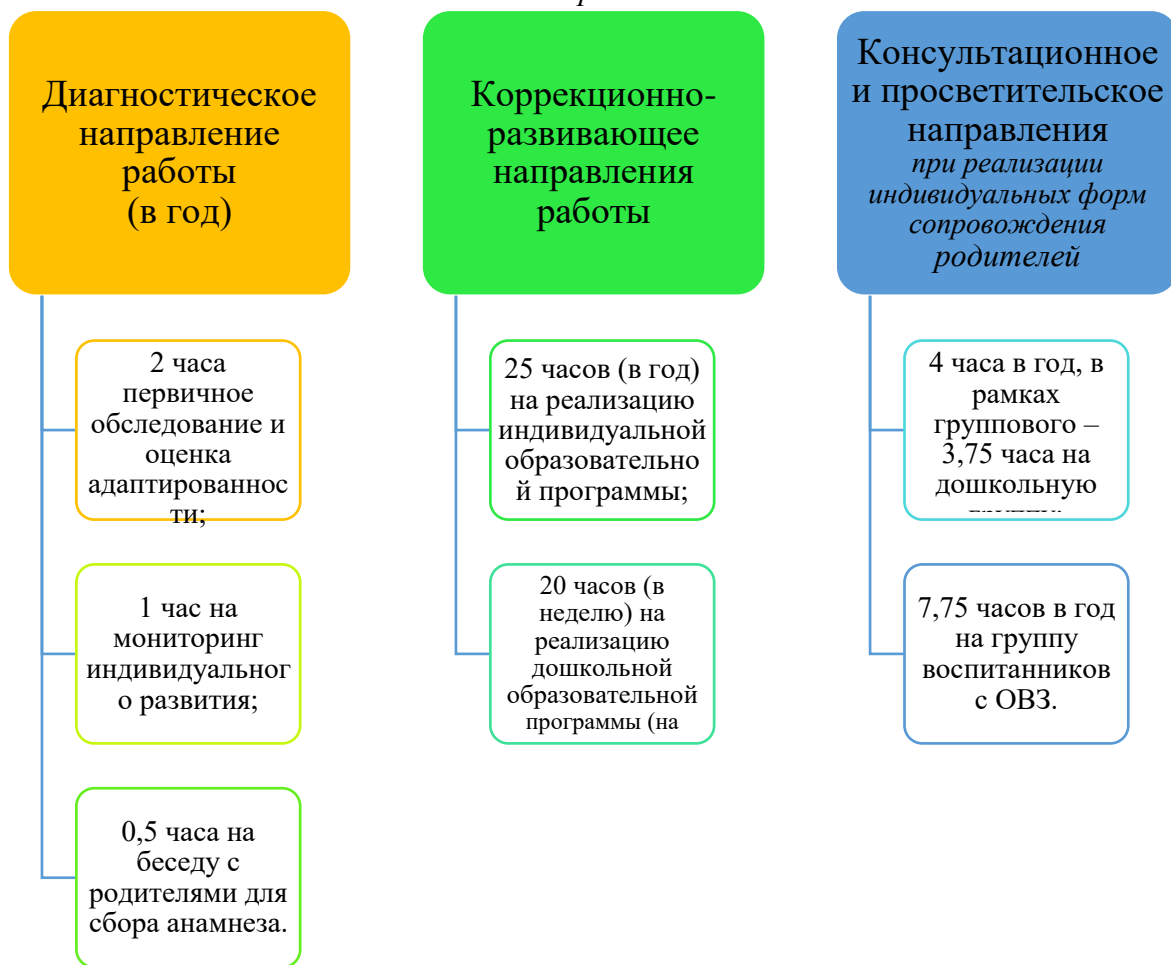 Диагностическое
направление
работы
(в год)
2 часа
первичное
обследование и
оценка
адаптированнос
ти;
1 час на
мониторинг
индивидуальног
о развития;
0,5 часа на
беседу с
родителями для
сбора анамнеза.
Коррекционно-
развивающее
направления
работы
25 часов (в год)
на реализацию
индивидуальной
образовательно
й программы;
20 часов (в
неделю) на
реализацию
дошкольной
образовательной
программы (на
Консультационное
и просветительское
направления
при реализации
индивидуальных форм
сопровождения
родителей
4 часа в год, в
рамках
группового –
3,75 часа на
дошкольную
7,75 часов в год
на группу
воспитанников
с ОВЗ.